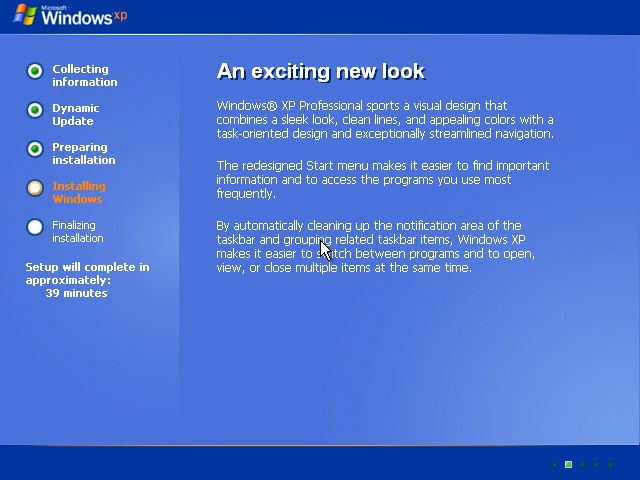 Microsoft
Windows xp
Collecting
information
Dynamic
Update
Preparing
installation
Installing
Windows
Finalizing
installation
Setup will complete in
approximately:
39 minutes
An exciting new look
Windows® XP Professional sports a visual design that
combines a sleek look, clean lines, and appealing colors with a
task-oriented design and exceptionally streamlined navigation.
The redesigned Start menu makes it easier to find important
information and to access the programs you use most
frequently.
By automatically cleaning up the notification area of the
taskbar and grouping related taskbar items, Windows XP
makes it easier to switch between programs and to open,
view, or close multiple items at the same time.